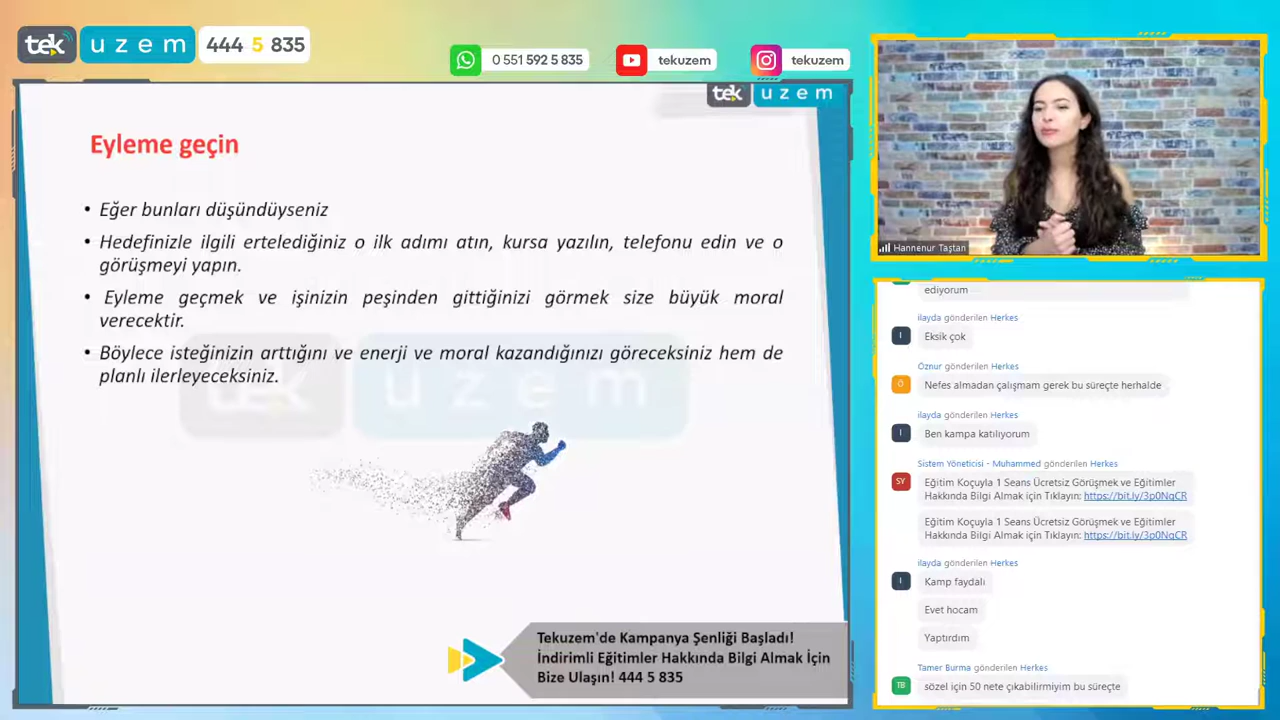 tek uzem 444 5 835
0 551 592 5 835
tekuzem
tekuzem
tek uzem
Eyleme geçin
• Eğer bunları düşündüyseniz
• Hedefinizle ilgili ertelediğiniz o ilk adımı atın, kursa yazılın, telefonu edin ve o
görüşmeyi yapın.
• Eyleme geçmek ve işinizin peşinden gittiğinizi görmek size büyük moral
verecektir.
• Böylece isteğinizin arttığını ve enerji ve moral kazandığınızı göreceksiniz hem de
planlı ilerleyeceksiniz.
tek uzem
Tekuzem'de Kampanya Şenliği Başladı!
İndirimli Eğitimler Hakkında Bilgi Almak İçin
Bize Ulaşın! 444 5 835
Hannenur Taştan
ediyorum
ilayda gönderilen Herkes
I
Eksik çok
Öznur gönderilen Herkes
Ö
Nefes almadan çalışmam gerek bu süreçte herhalde
ilayda gönderilen Herkes
I
Ben kampa katılıyorum
Sistem Yöneticisi - Muhammed gönderilen Herkes
SY
Eğitim Koçuyla 1 Seans Ücretsiz Görüşmek ve Eğitimler
Hakkında Bilgi Almak için Tıklayın: https://bit.ly/3p0NqCR
Eğitim Koçuyla 1 Seans Ücretsiz Görüşmek ve Eğitimler
Hakkında Bilgi Almak için Tıklayın: https://bit.ly/3p0NqCR
ilayda gönderilen Herkes
I
Kamp faydalı
Evet hocam
Yaptırdım
Tamer Burma gönderilen Herkes
TB
sözel için 50 nete çıkabilirmiyim bu süreçte